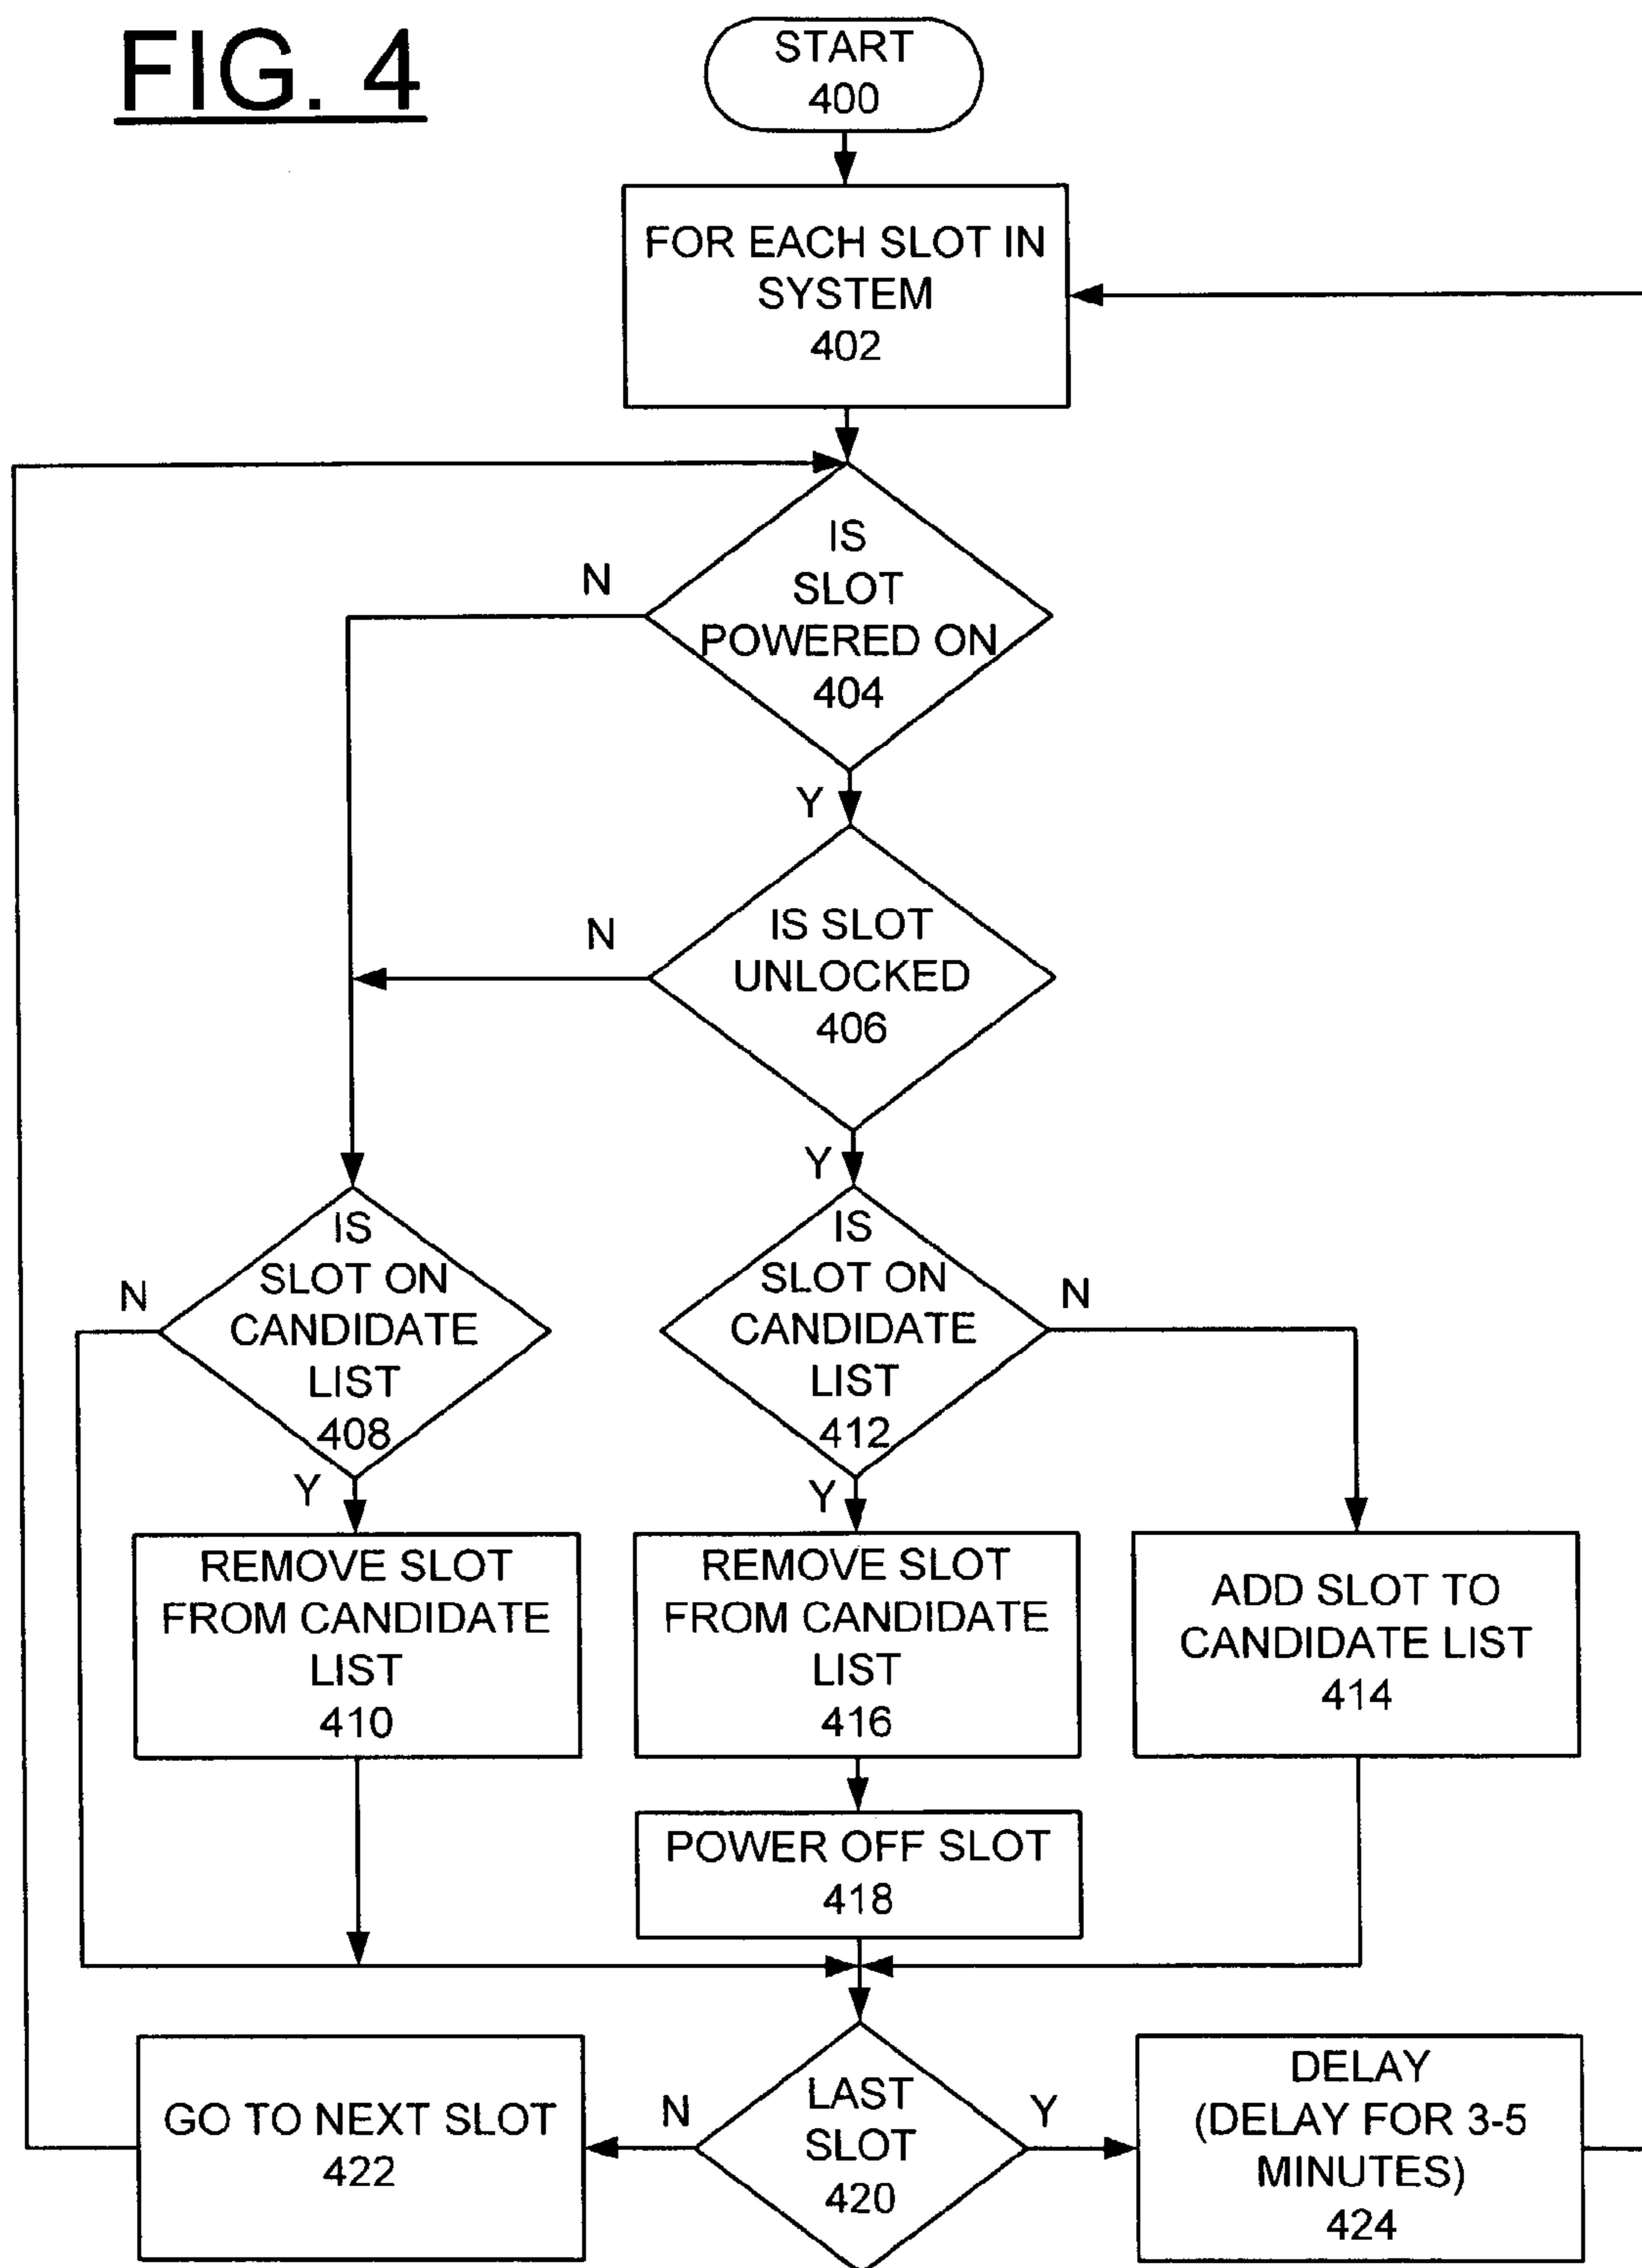 FIG. 4
START
400
FOR EACH SLOT IN
SYSTEM
402
IS
SLOT
POWERED ON
404
N
Y
IS SLOT
UNLOCKED
406
N
Y
IS
SLOT ON
CANDIDATE
LIST
408
N
Y
IS
SLOT ON
CANDIDATE
LIST
412
N
Y
REMOVE SLOT
FROM CANDIDATE
LIST
410
REMOVE SLOT
FROM CANDIDATE
LIST
416
ADD SLOT TO
CANDIDATE LIST
414
POWER OFF SLOT
418
GO TO NEXT SLOT
422
N
LAST
SLOT
420
Y
DELAY
(DELAY FOR 3-5
MINUTES)
424